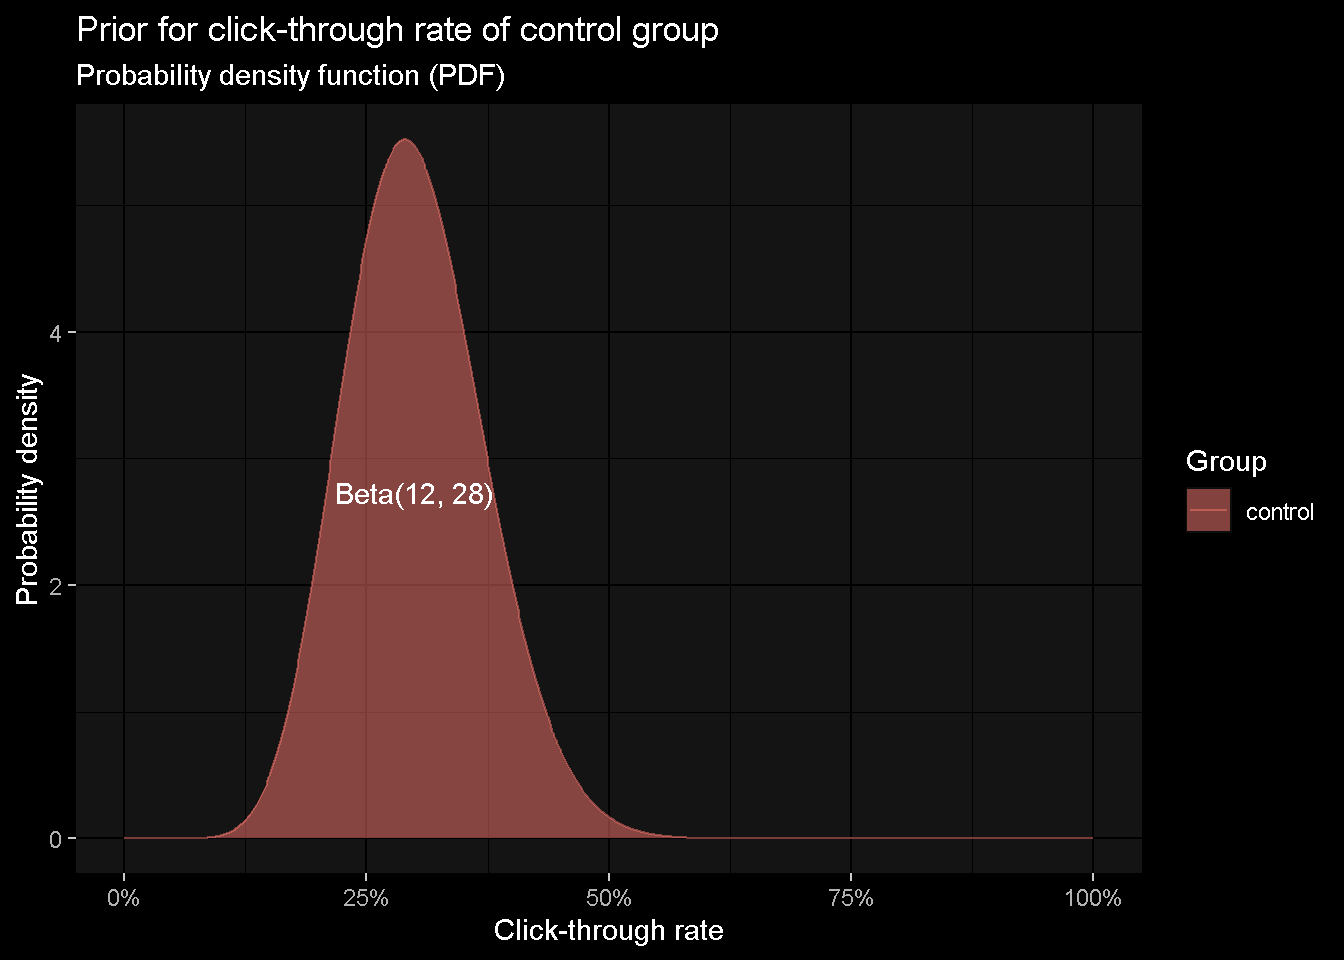 Prior for click-through rate of control group
Probability density function (PDF)
Probability density
4
2
0
Beta(12, 28)
0% 25% 50% 75% 100%
Click-through rate
Group
control